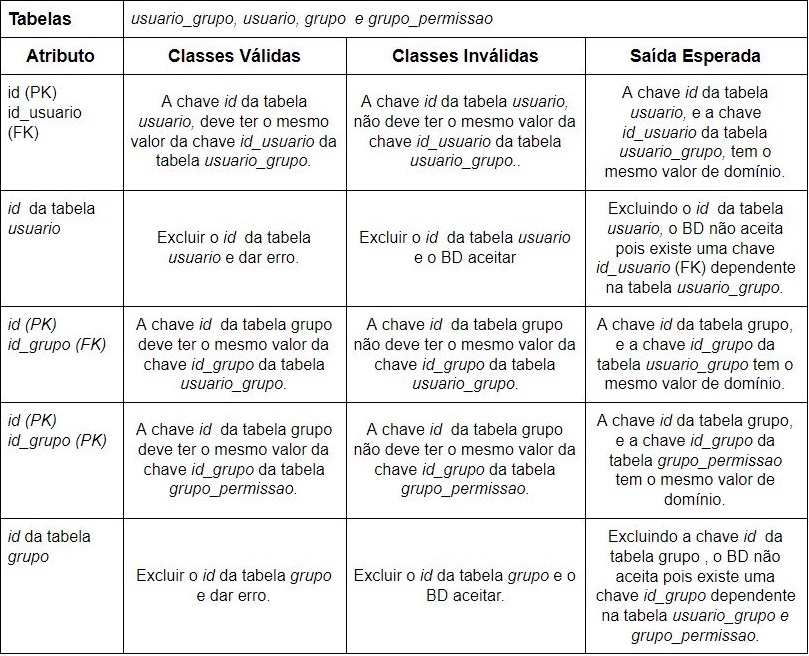 Tabelas
usuario_grupo, usuario, grupo e grupo_permissao
Atributo
Classes Válidas
Classes Inválidas
Saída Esperada
id (PK)
id_usuario
(FK)
A chave id da tabela
usuario, deve ter o mesmo
valor da chave id_usuario da
tabela usuario_grupo.
A chave id da tabela usuario,
não deve ter o mesmo valor da
chave id_usuario da tabela
usuario_grupo..
A chave id da tabela
usuario, e a chave
id_usuario da tabela
usuario_grupo, tem o
mesmo valor de domínio.
id da tabela
usuario
Excluir o id da tabela
usuario e dar erro.
Excluir o id da tabela usuario
e o BD aceitar
Excluindo o id da tabela
usuario, o BD não aceita
pois existe uma chave
id_usuario (FK) dependente
na tabela usuario_grupo.
id (PK)
id_grupo (FK)
A chave id da tabela grupo
deve ter o mesmo valor da
chave id_grupo da tabela
usuario_grupo.
A chave id da tabela grupo
não deve ter o mesmo valor da
chave id_grupo da tabela
usuario_grupo.
A chave id da tabela grupo,
e a chave id_grupo da
tabela usuario_grupo tem o
mesmo valor de domínio.
id (PK)
id_grupo (PK)
A chave id da tabela grupo
deve ter o mesmo valor da
chave id_grupo da tabela
grupo_permissao.
A chave id da tabela grupo
não deve ter o mesmo valor da
chave id_grupo da tabela
grupo_permissao.
A chave id da tabela grupo,
e a chave id_grupo da
tabela grupo_permissao
tem o mesmo valor de
domínio.
id da tabela
grupo
Excluir o id da tabela grupo
e dar erro.
Excluir o id da tabela grupo e o
BD aceitar.
Excluindo a chave id da
tabela grupo , o BD não
aceita pois existe uma
chave id_grupo dependente
na tabela usuario_grupo e
grupo_permissao.